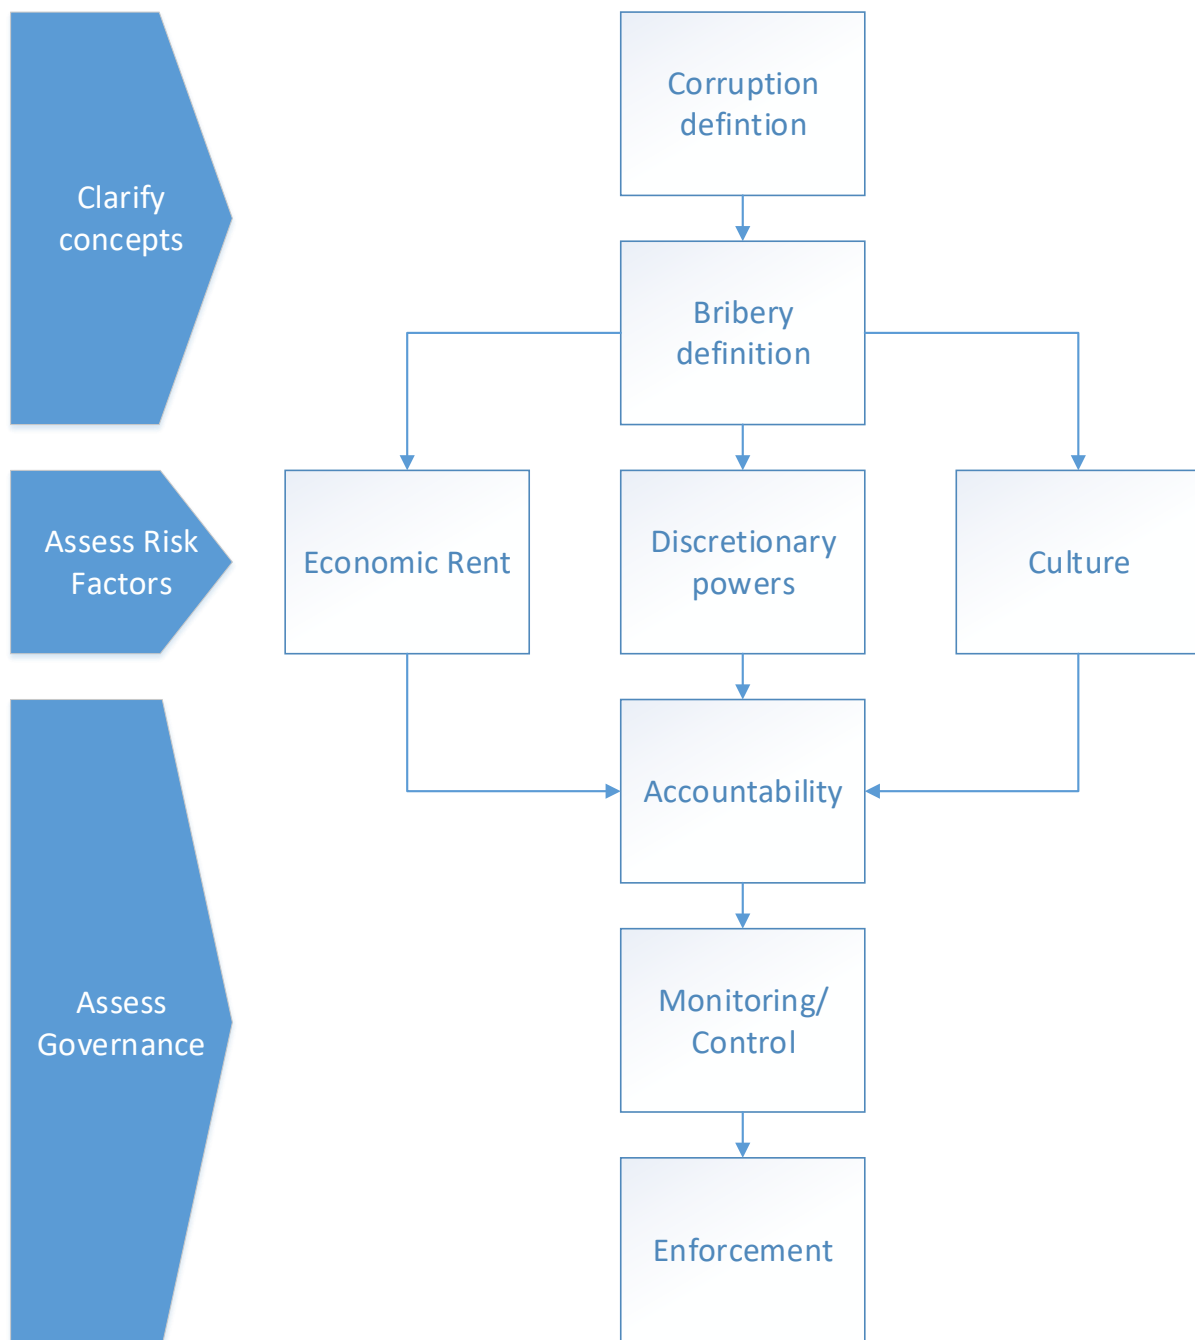 Corruption
defintion
Clarify
concepts
Bribery
definition
Assess Risk
Factors
Economic Rent
Discretionary
powers
Culture
Accountability
Assess
Governance
Monitoring/
Control
Enforcement